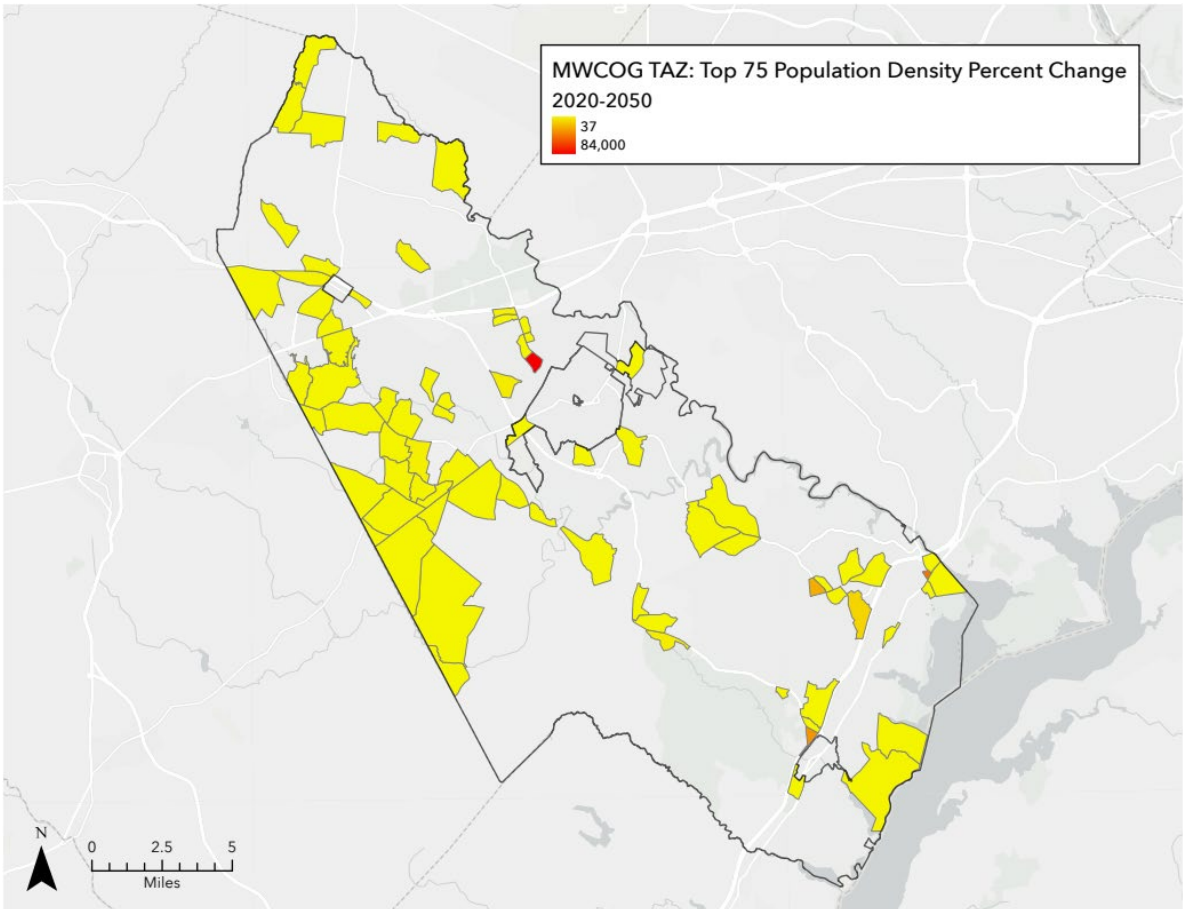 MWCOG TAZ: Top 75 Population Density Percent Change
2020-2050
37
84,000
N
0 2.5 5
Miles